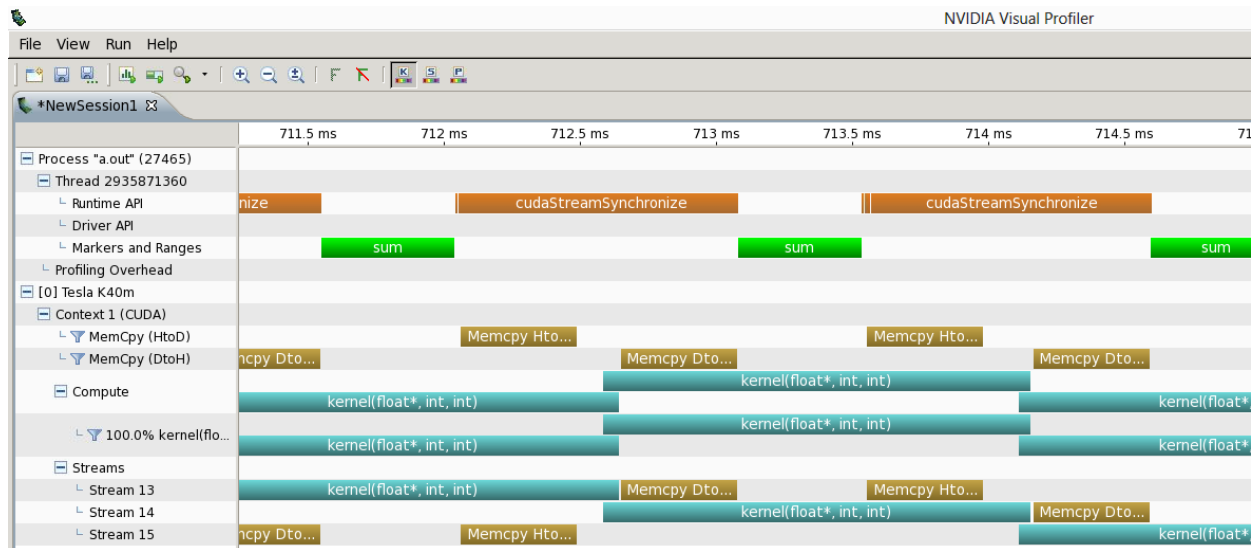 NVIDIA Visual Profiler
File View Run Help
*NewSession1
711.5 ms 712 ms 712.5 ms 713 ms 713.5 ms 714 ms 714.5 ms 71
Process "a.out" (27465)
Thread 2935871360
Runtime API nize cudaStreamSynchronize cudaStreamSynchronize
Driver API
Markers and Ranges sum sum sum
Profiling Overhead
[0] Tesla K40m
Context 1 (CUDA)
MemCpy (HtoD) Memcpy Hto... Memcpy Hto...
MemCpy (DtoH) ncpy Dto... Memcpy Dto... Memcpy Dto...
kernel(float*, int, int)
Compute
kernel(float*, int, int) kernel(float*,
kernel(float*, int, int)
100.0% kernel(flo...
kernel(float*, int, int) kernel(float*,
Streams
Stream 13 kernel(float*, int, int) Memcpy Dto... Memcpy Hto...
Stream 14 kernel(float*, int, int) Memcpy Dto...
Stream 15 ncpy Dto... Memcpy Hto... kernel(float*,